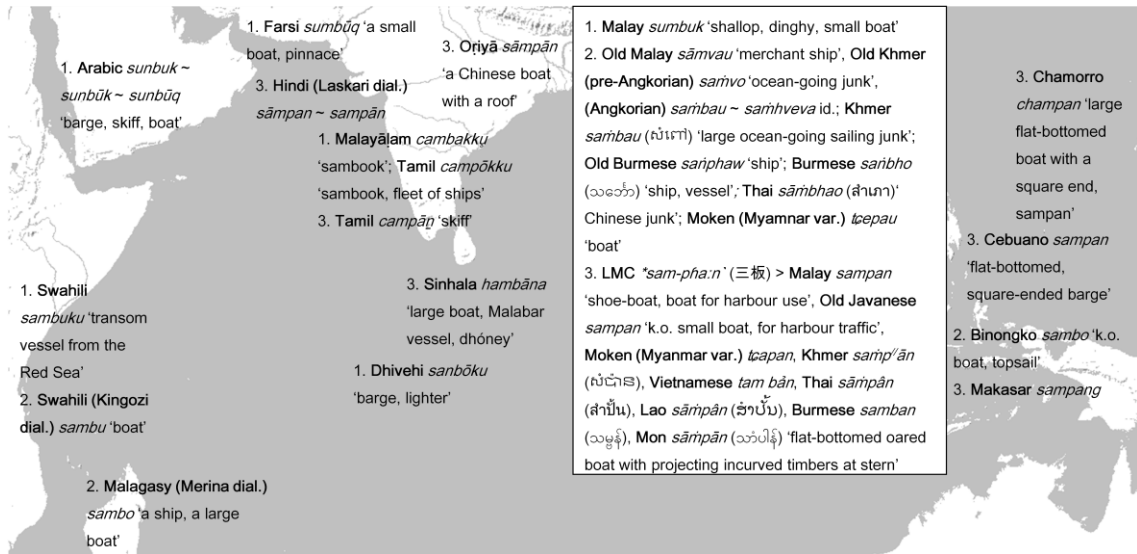 1. Arabic sunbuk ~
sunbūk ~ sunbūq
‘barge, skiff, boat’
1. Farsi sumbūq ‘a small
boat, pinnace’
3. Hindi (Laskari dial.)
sāmpan ~ sampān
3. Oṛiyā sāmpān
‘a Chinese boat
with a roof’
1. Malayāḷam cambakku
‘sambook’; Tamil campōkku
‘sambook, fleet of ships’
3. Tamil campāṉ ‘skiff’
3. Sinhala hambāna
‘large boat, Malabar
vessel, dhóney’
1. Dhivehi sanbōku
‘barge, lighter’
1. Swahili
sambuku ‘transom
vessel from the
Red Sea’
2. Swahili (Kingozi
dial.) sambu ‘boat’
2. Malagasy (Merina dial.)
sambo ‘a ship, a large
boat’
1. Malay sumbuk ‘shallop, dinghy, small boat’
2. Old Malay sāmvau ‘merchant ship’, Old Khmer
(pre-Angkorian) saṁvo ‘ocean-going junk’,
(Angkorian) saṁbau ~ saṁhveva id.; Khmer
saṁbau (សំពៅ) ‘large ocean-going sailing junk’;
Old Burmese saṅphaw ‘ship’; Burmese saṅbho
(သင်္ဘော) ‘ship, vessel’; Thai sāṁbhao (สำเภา)‘
Chinese junk’; Moken (Myamnar var.) tɕepau
‘boat’
3. LMC *sam-pha:n` (三板) > Malay sampan
‘shoe-boat, boat for harbour use’, Old Javanese
sampan ‘k.o. small boat, for harbour traffic’,
Moken (Myanmar var.) tɕapan, Khmer saṁp″ān
(សំប៉ាន), Vietnamese tam bản, Thai sāṁpân
(สำปั้น), Lao sāṁpân (ສຳປັ້ນ), Burmese samban
(သမ္ဗန်), Mon sāṁpān (သာံပါန်) ‘flat-bottomed oared
boat with projecting incurved timbers at stern’
3. Chamorro
champan ‘large
flat-bottomed
boat with a
square end,
sampan’
3. Cebuano sampan
‘flat-bottomed,
square-ended barge’
2. Binongko sambo ‘k.o.
boat, topsail’
3. Makasar sampang